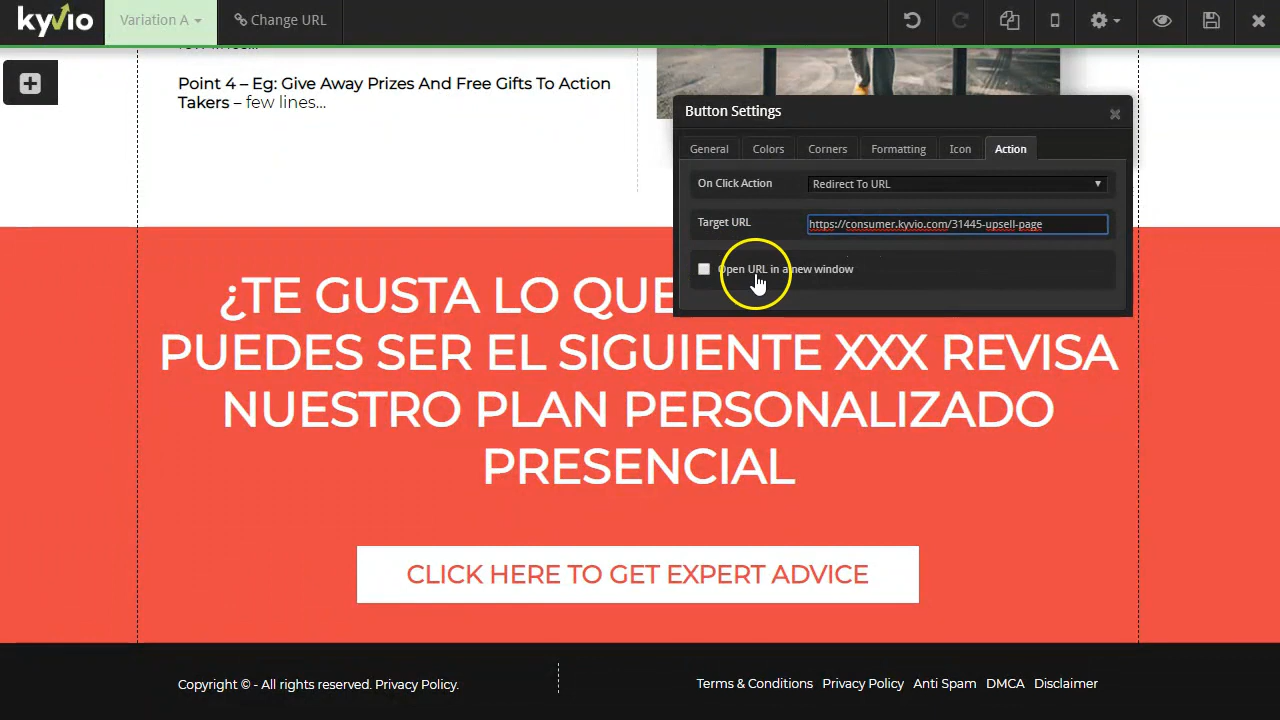 kyvio
Variation A
Change URL
Point 4 – Eg: Give Away Prizes And Free Gifts To Action
Takers – few lines...
Button Settings
General
Colors
Corners
Formatting
Icon
Action
On Click Action
Redirect To URL
Target URL
https://consumer.kyvio.com/31445-upsell-page
Open URL in a new window
¿TE GUSTA LO QUE
PUEDES SER EL SIGUIENTE XXX REVISA
NUESTRO PLAN PERSONALIZADO
PRESENCIAL
CLICK HERE TO GET EXPERT ADVICE
Copyright © - All rights reserved. Privacy Policy.
Terms & Conditions Privacy Policy Anti Spam DMCA Disclaimer